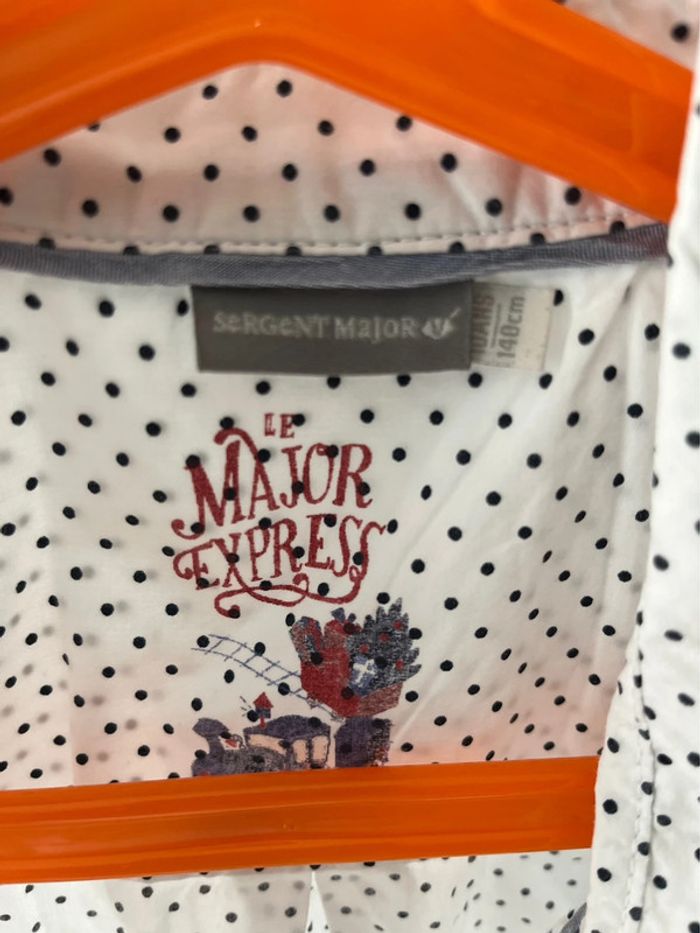 SeRGeNT MaJOR
10ANS
140cm
LE
MAJOR
EXPRESS